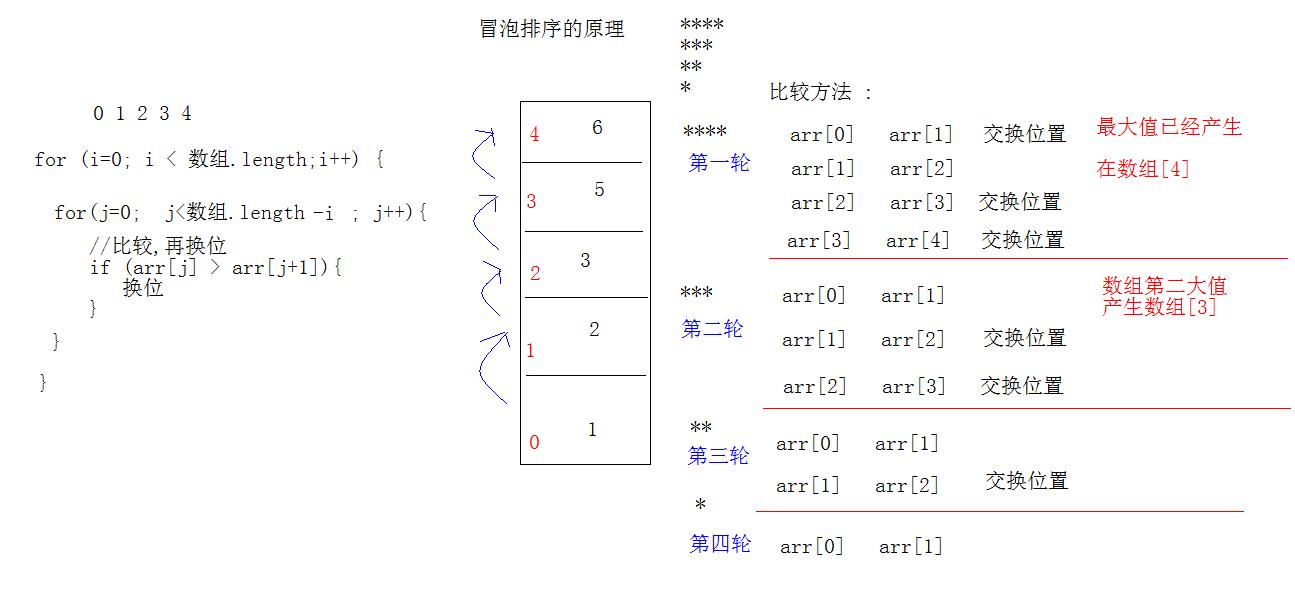 冒泡排序的原理
0 1 2 3 4
for (i=0; i < 数组.length;i++) {
for(j=0; j<数组.length -i ; j++){
//比较,再换位
if (arr[j] > arr[j+1]){
换位
}
}
}
4 6
3 5
2 3
1 2
0 1
****
***
**
*
比较方法 :
****
第一轮
arr[0] arr[1] 交换位置
arr[1] arr[2]
arr[2] arr[3] 交换位置
arr[3] arr[4] 交换位置
最大值已经产生
在数组[4]
***
第二轮
arr[0] arr[1]
arr[1] arr[2] 交换位置
arr[2] arr[3] 交换位置
数组第二大值
产生数组[3]
**
第三轮
arr[0] arr[1]
arr[1] arr[2] 交换位置
*
第四轮
arr[0] arr[1]